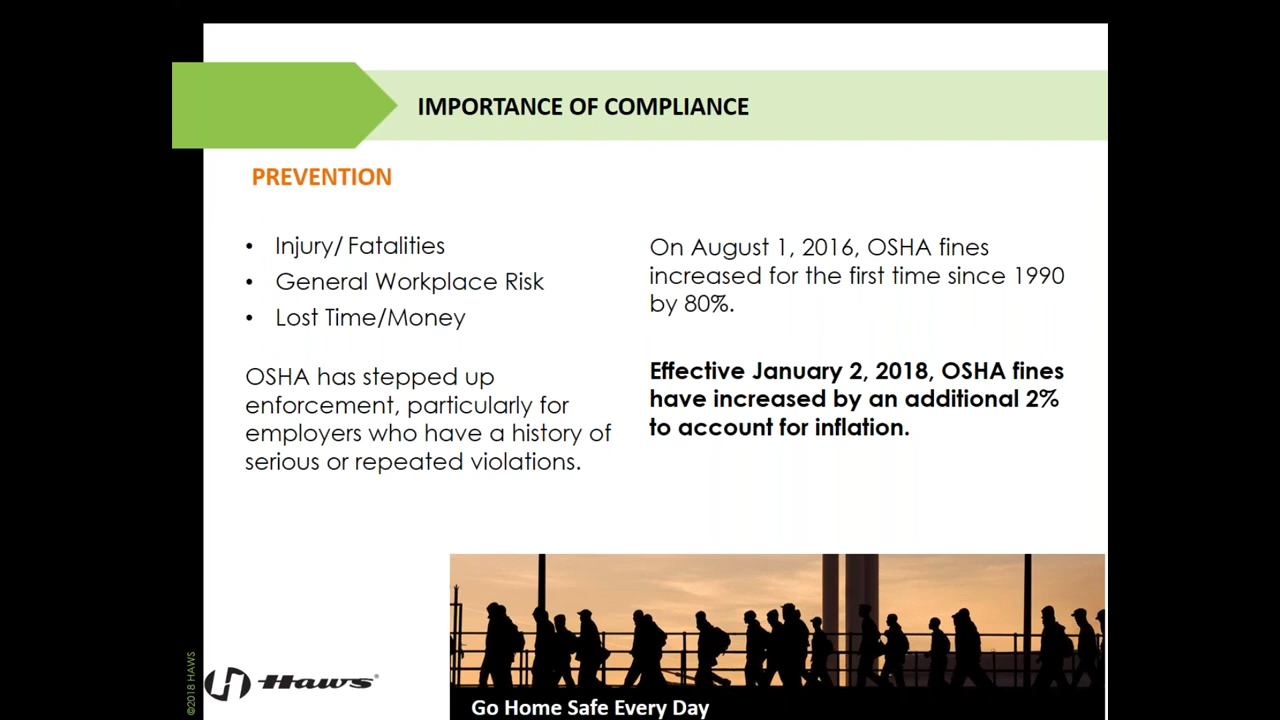 IMPORTANCE OF COMPLIANCE
PREVENTION
• Injury/ Fatalities
• General Workplace Risk
• Lost Time/Money
OSHA has stepped up
enforcement, particularly for
employers who have a history of
serious or repeated violations.
On August 1, 2016, OSHA fines
increased for the first time since 1990
by 80%.
Effective January 2, 2018, OSHA fines
have increased by an additional 2%
to account for inflation.
©2018 HAWS
Haws®
Go Home Safe Every Day